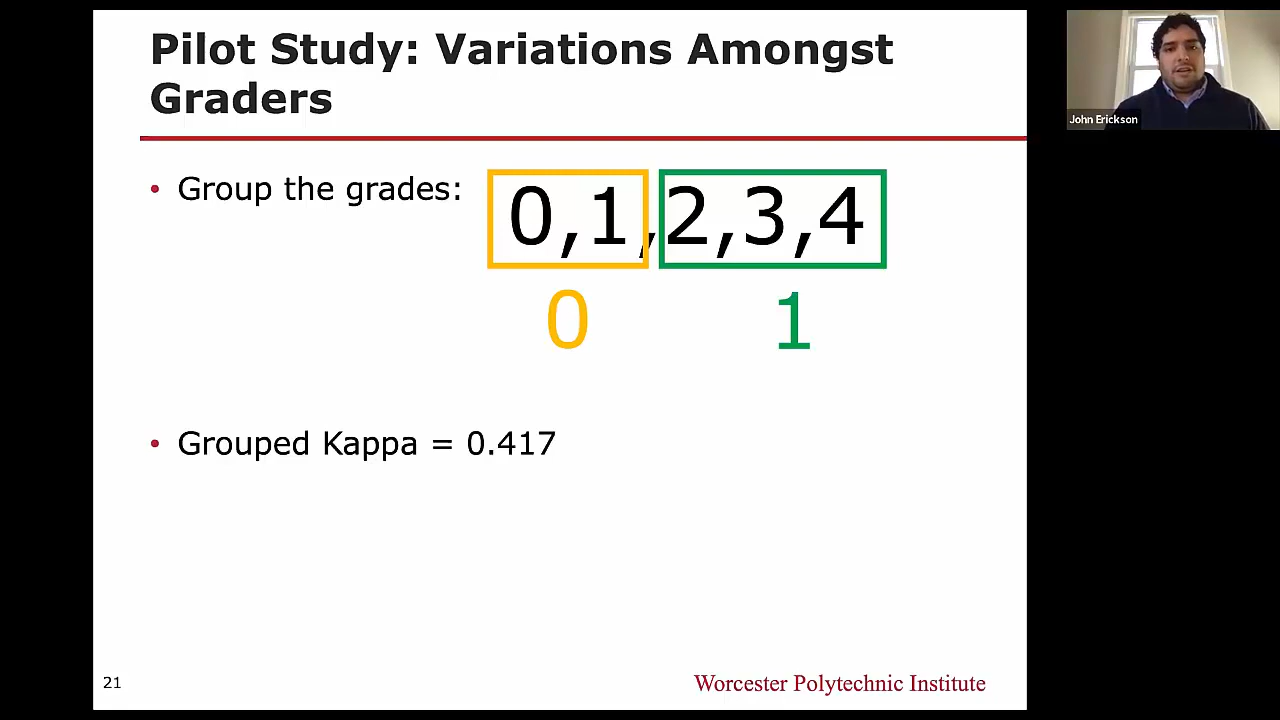 Pilot Study: Variations Amongst
Graders
• Group the grades:
0,1,2,3,4
0 1
• Grouped Kappa = 0.417
21
Worcester Polytechnic Institute
John Erickson